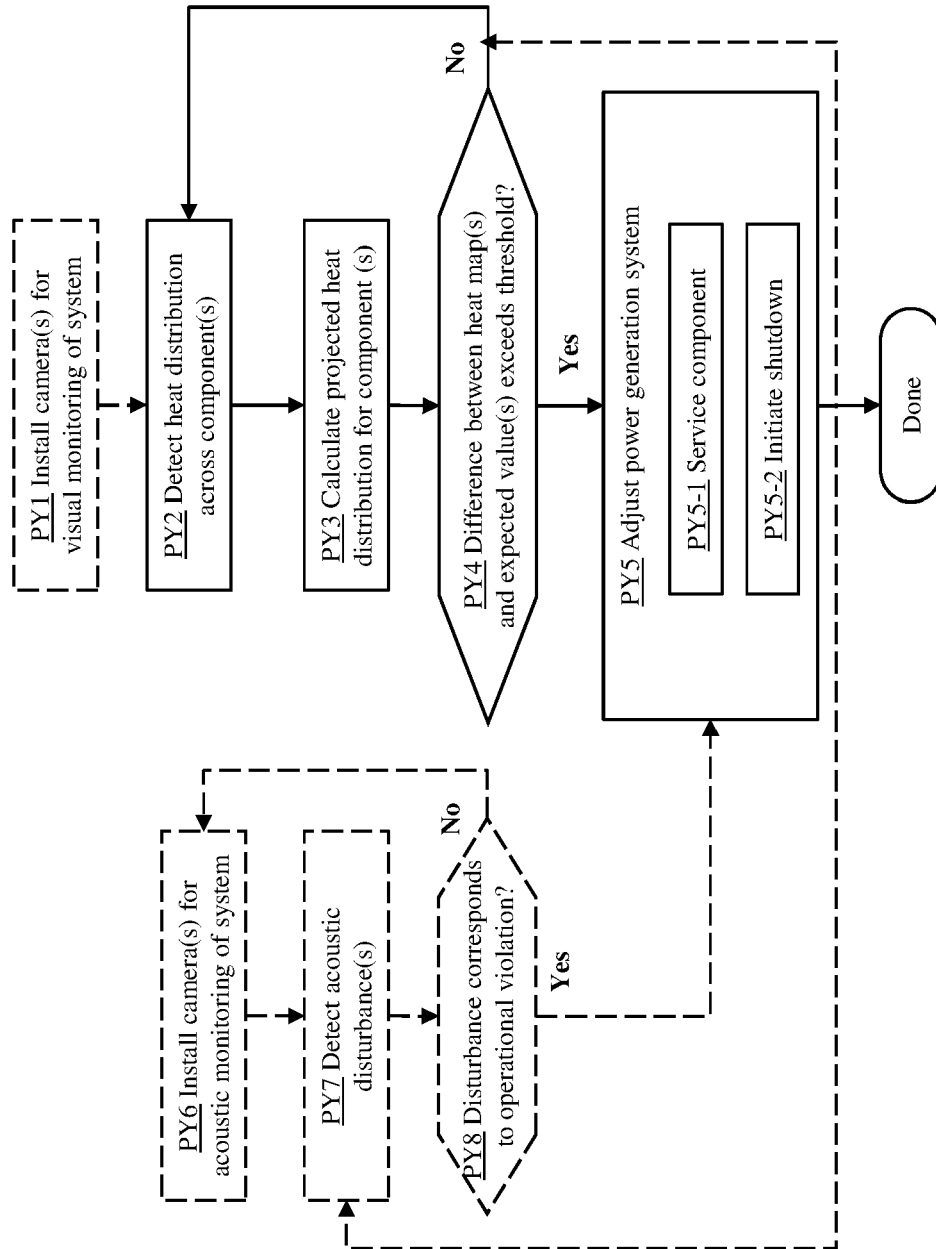 PY1 Install camera(s) for
visual monitoring of system
PY2 Detect heat distribution
across component(s)
PY3 Calculate projected heat
distribution for component (s)
PY4 Difference between heat map(s)
and expected value(s) exceeds threshold?
No
Yes
PY5 Adjust power generation system
PY5-1 Service component
PY5-2 Initiate shutdown
Done
PY6 Install camera(s) for
acoustic monitoring of system
PY7 Detect acoustic
disturbance(s)
PY8 Disturbance corresponds
to operational violation?
No
Yes